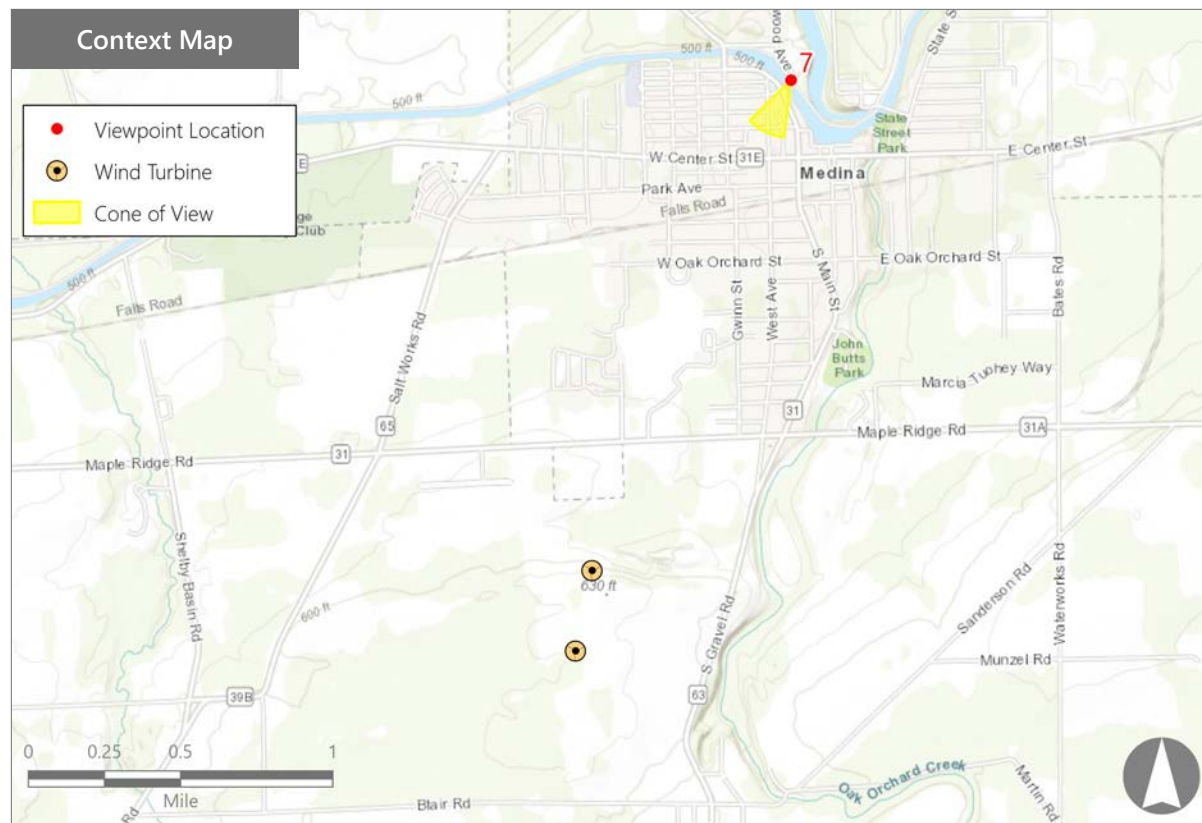 Context Map
Viewpoint Location
Wind Turbine
Cone of View
7
ood Ave
State S
500 ft
500 ft
500 ft
State
Street
Park
E
W Center St
31E
E Center St
Medina
Park Ave
Falls Road
ge
Club
W Oak Orchard St
E Oak Orchard St
S Main St
Gwinn St
West Ave
Bates Rd
500 ft
Falls Road
Salt Works Rd
John
Butts
Park
Marcia Tuphey Way
31
65
Maple Ridge Rd
31
Maple Ridge Rd
31A
Shelby Basin Rd
630 ft
600 ft
S Gravel Rd
Sanderson Rd
Waterworks Rd
Munzel Rd
39B
63
0 0.25 0.5 1
Mile
Rd
Blair Rd
Oak Orchard Creek
Martin Rd